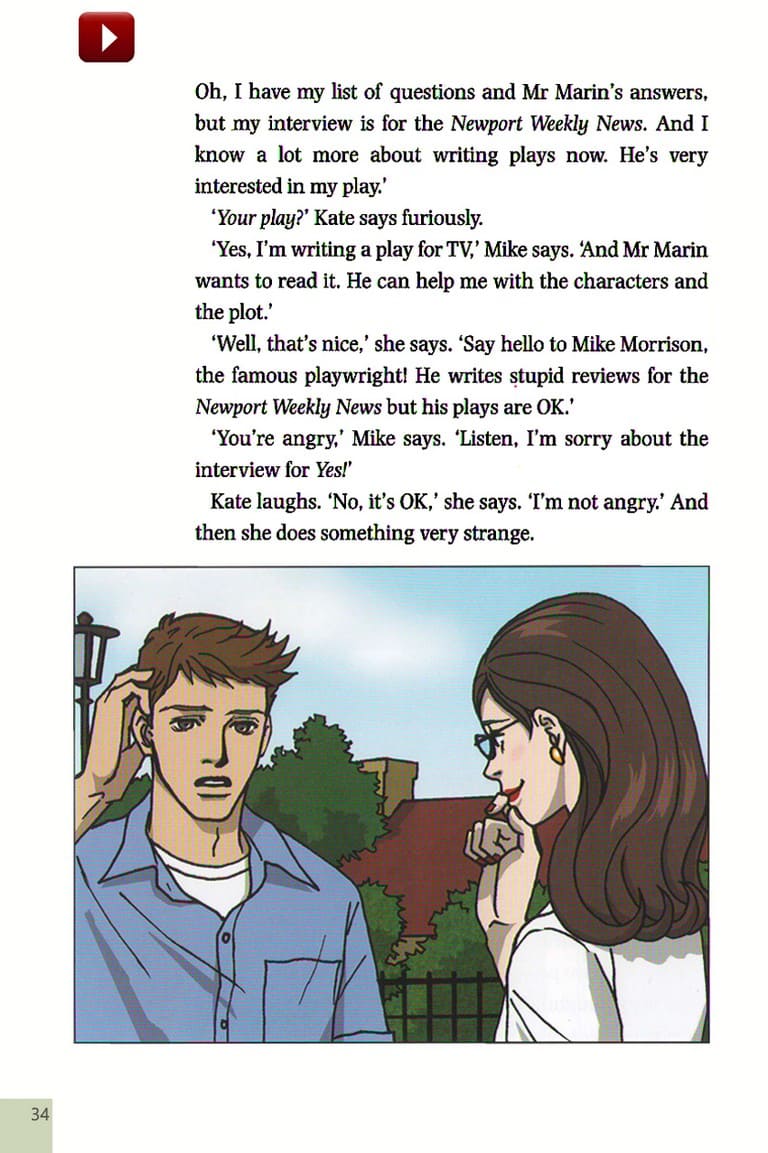 Oh, I have my list of questions and Mr Marin’s answers,
but my interview is for the Newport Weekly News. And I
know a lot more about writing plays now. He’s very
interested in my play.’
‘Your play?’ Kate says furiously.
‘Yes, I’m writing a play for TV,’ Mike says. ‘And Mr Marin
wants to read it. He can help me with the characters and
the plot.’
‘Well, that’s nice,’ she says. ‘Say hello to Mike Morrison,
the famous playwright! He writes stupid reviews for the
Newport Weekly News but his plays are OK.’
‘You’re angry,’ Mike says. ‘Listen, I’m sorry about the
interview for Yes!’
Kate laughs. ‘No, it’s OK,’ she says. ‘I’m not angry.’ And
then she does something very strange.
34